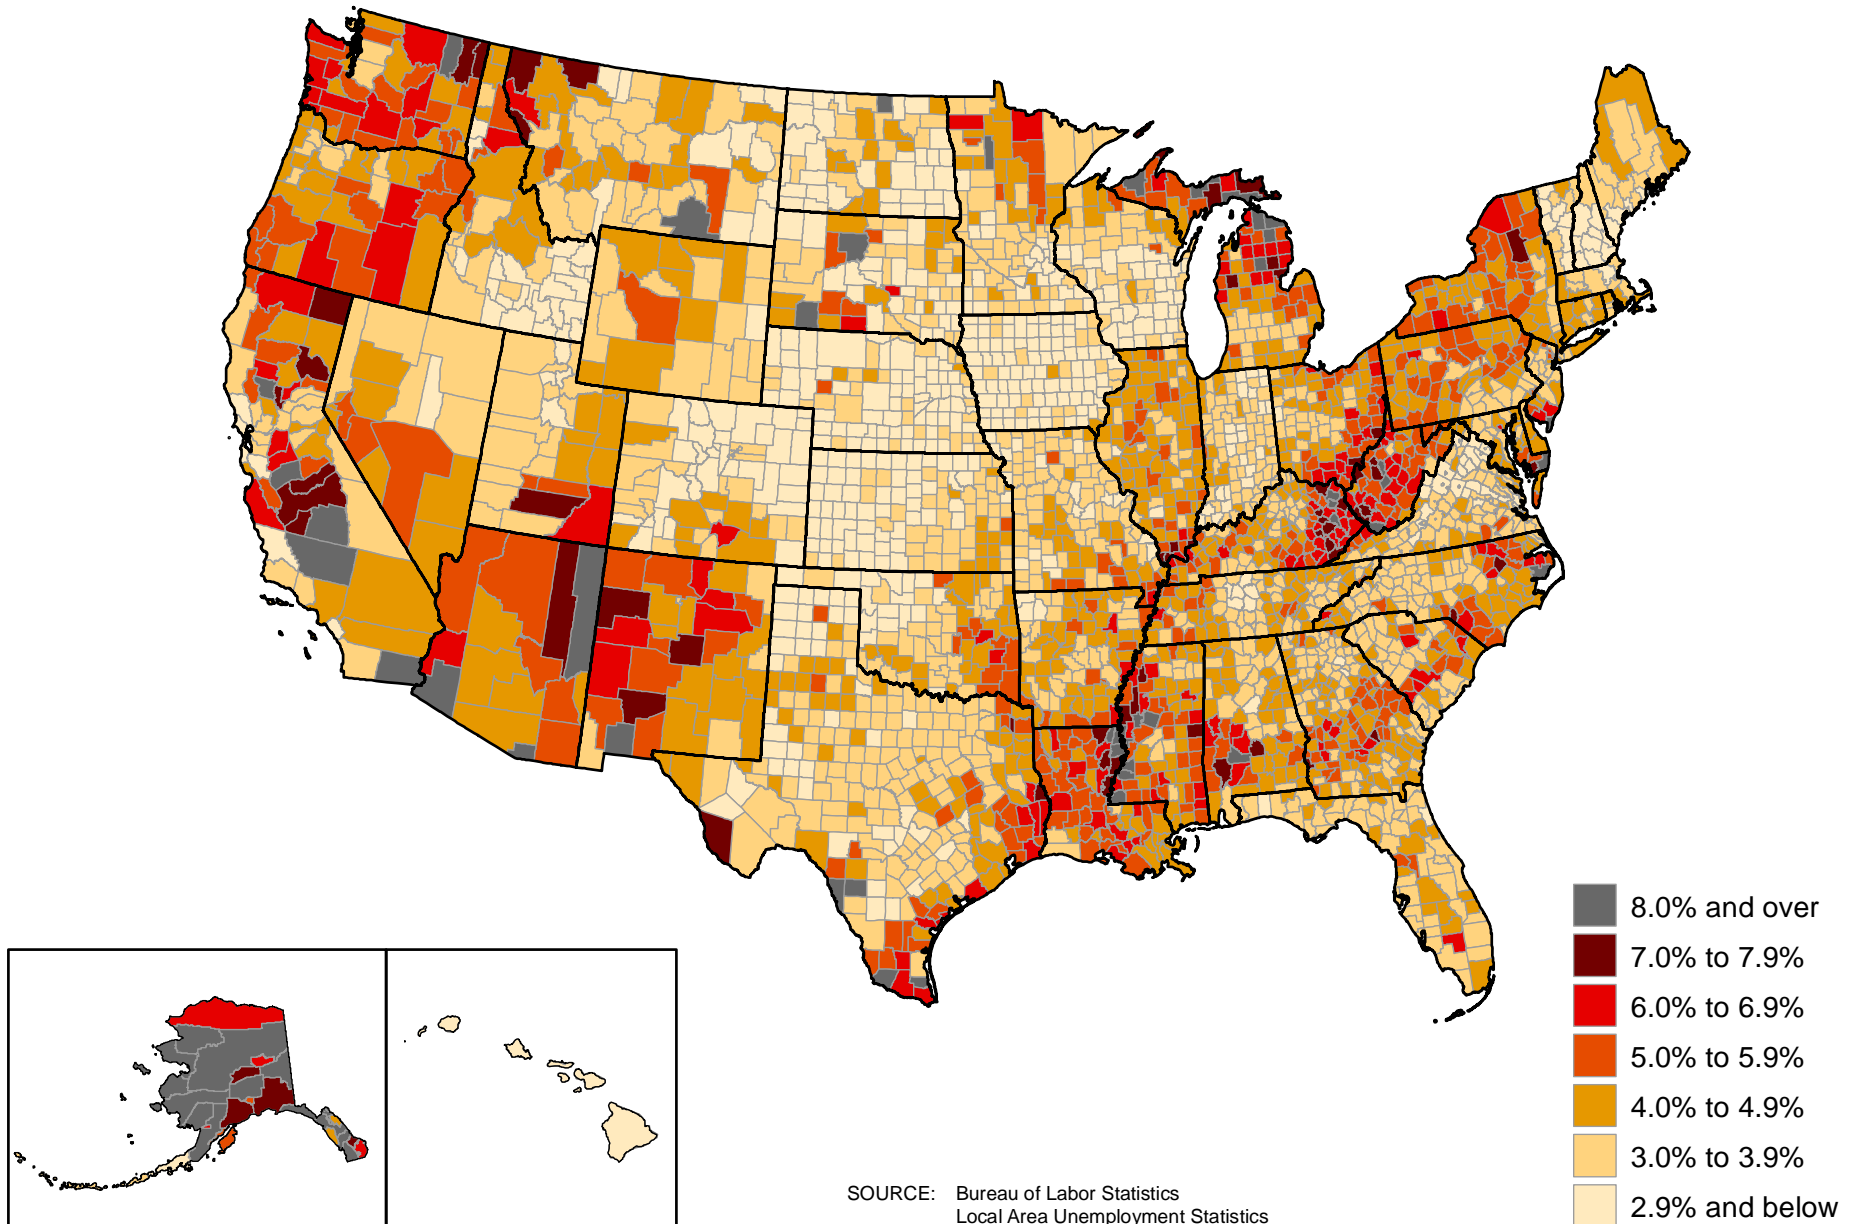 8.0% and over
7.0% to 7.9%
6.0% to 6.9%
5.0% to 5.9%
4.0% to 4.9%
3.0% to 3.9%
2.9% and below
SOURCE: Bureau of Labor Statistics
Local Area Unemployment Statistics